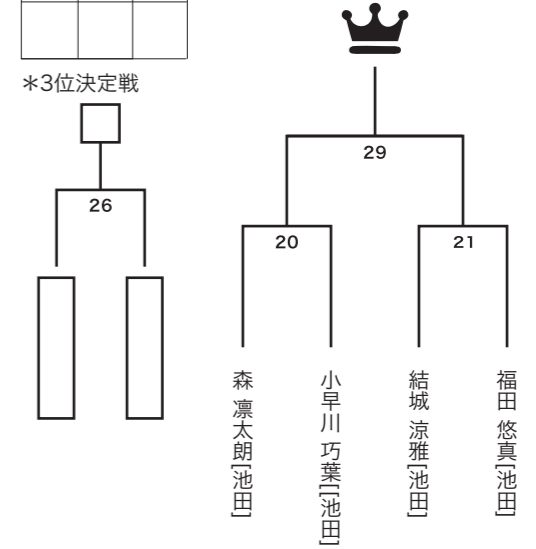 *3位決定戦
26
29
20
21
森 凛太朗[池田]
小早川 巧葉[[池田]
結城 涼雅[池田]
福田 悠真[池田]